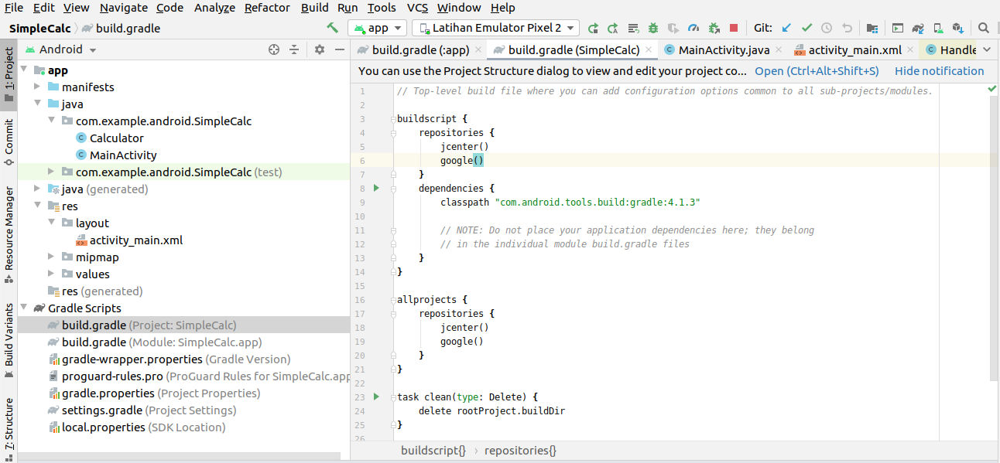 File Edit View Navigate Code Analyze Refactor Build Run Tools VCS Window Help
SimpleCalc build.gradle app Latihan Emulator Pixel 2 Git:
Android
build.gradle (:app) build.gradle (SimpleCalc) MainActivity.java activity_main.xml Handle
You can use the Project Structure dialog to view and edit your project co... Open (Ctrl+Alt+Shift+S) Hide notification
1: Project
Commit
Resource Manager
Build Variants
7: Structure
app
manifests
java
com.example.android.SimpleCalc
Calculator
MainActivity
com.example.android.SimpleCalc (test)
java (generated)
res
layout
activity_main.xml
mipmap
values
res (generated)
Gradle Scripts
build.gradle (Project: SimpleCalc)
build.gradle (Module: SimpleCalc.app)
gradle-wrapper.properties (Gradle Version)
proguard-rules.pro (ProGuard Rules for SimpleCalc.app
gradle.properties (Project Properties)
settings.gradle (Project Settings)
local.properties (SDK Location)
1 // Top-level build file where you can add configuration options common to all sub-projects/modules.
2
3 buildscript {
4 repositories {
5 jcenter()
6 google()
7 }
8 dependencies {
9 classpath "com.android.tools.build:gradle:4.1.3"
10
11 // NOTE: Do not place your application dependencies here; they belong
12 // in the individual module build.gradle files
13 }
14 }
15
16 allprojects {
17 repositories {
18 jcenter()
19 google()
20 }
21 }
22
23 task clean(type: Delete) {
24 delete rootProject.buildDir
25 }
26
buildscript{} › repositories{}